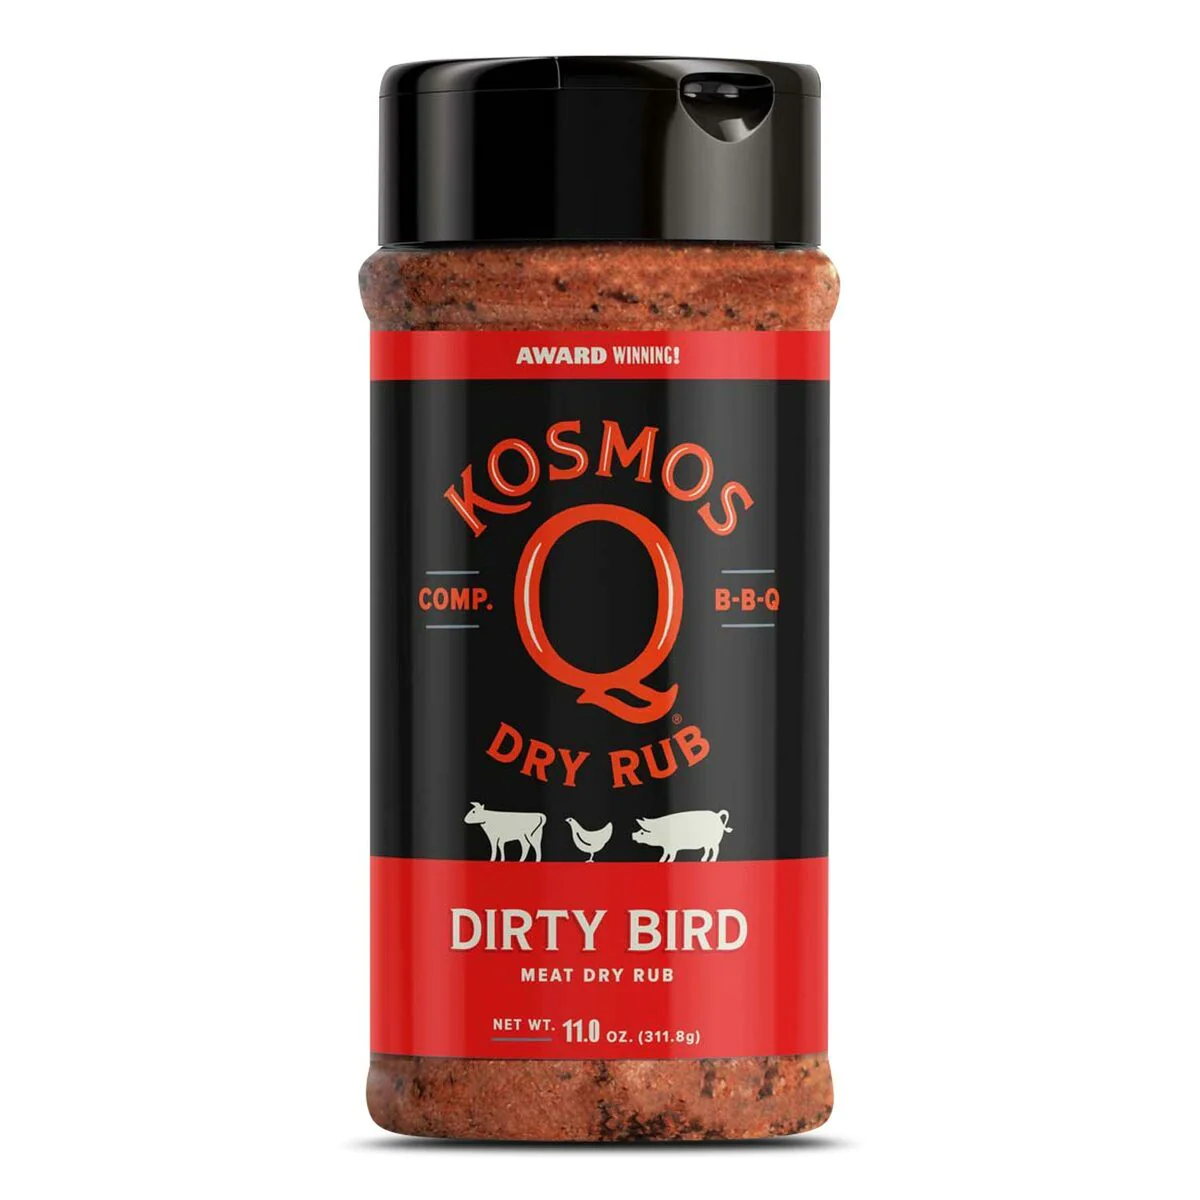 AWARD WINNING!
KOSMOS
Q
COMP.
B-B-Q
DRY RUB®
DIRTY BIRD
MEAT DRY RUB
NET WT. 11.0 OZ. (311.8g)